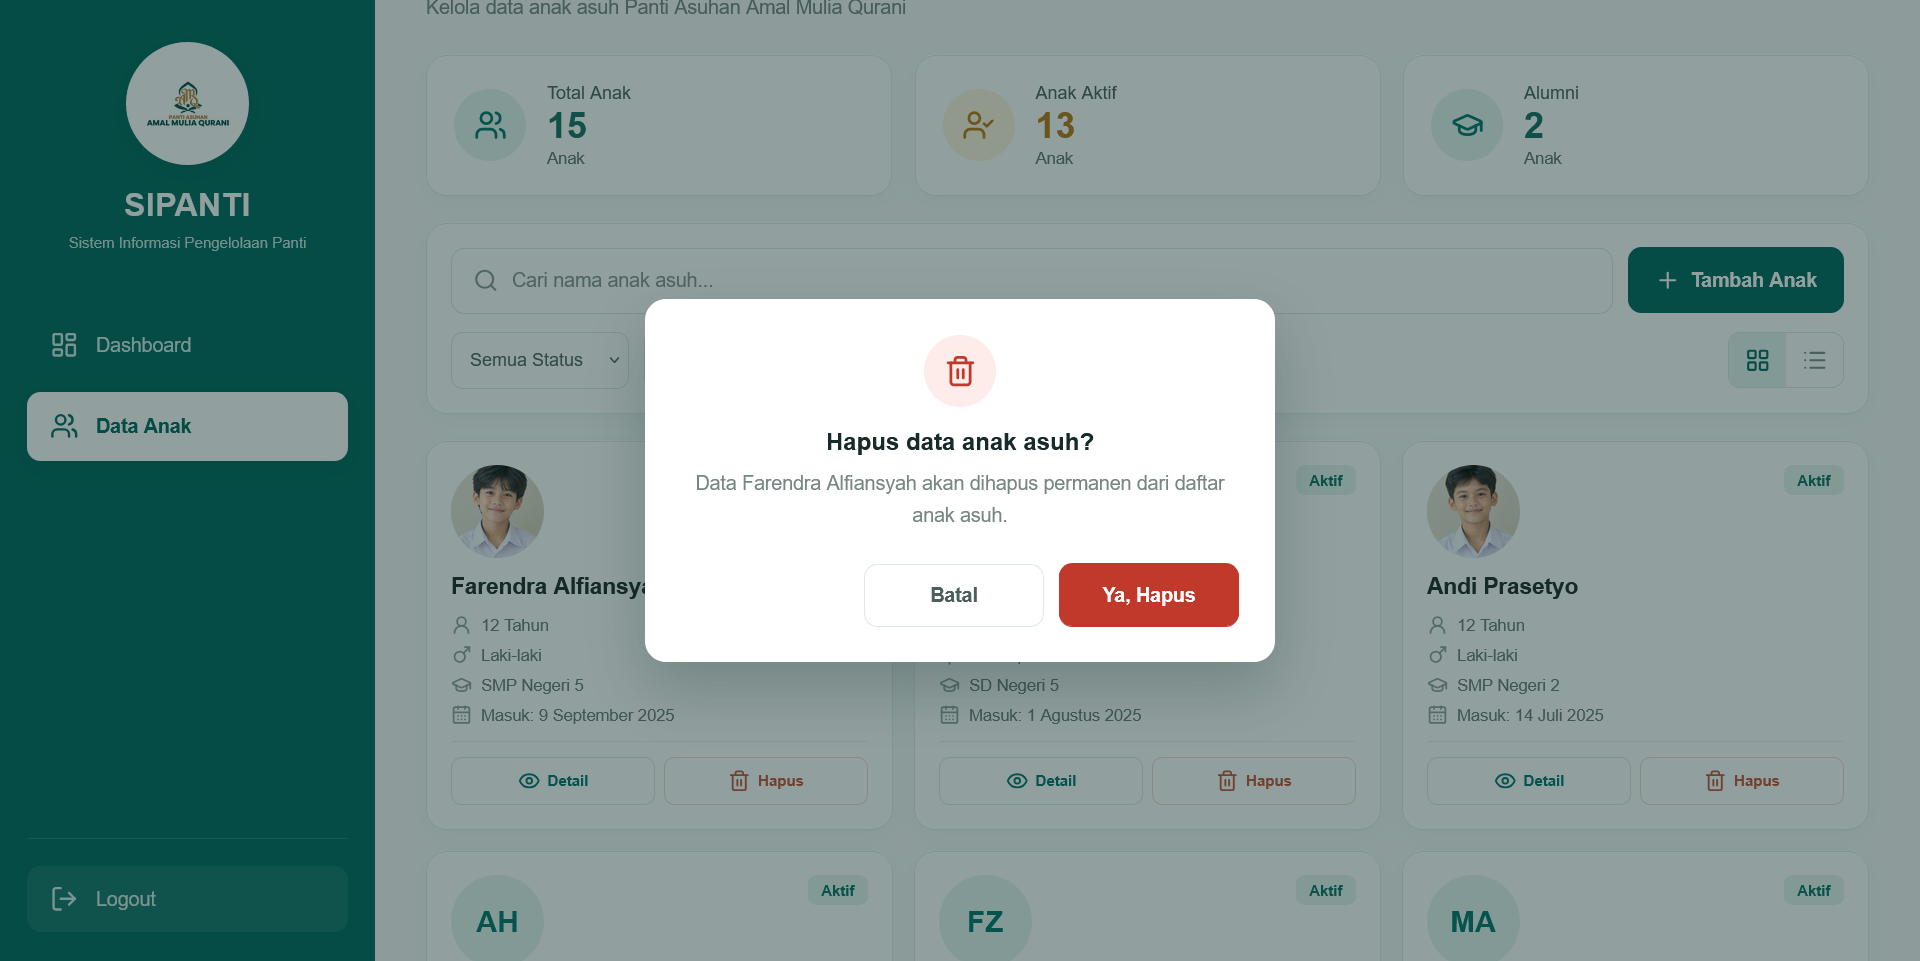 Kelola data anak asuh Panti Asuhan Amal Mulia Qurani
PANTI ASUHAN
AMAL MULIA QURANI
SIPANTI
Sistem Informasi Pengelolaan Panti
Dashboard
Data Anak
Logout
Total Anak
15
Anak
Anak Aktif
13
Anak
Alumni
2
Anak
Cari nama anak asuh...
Tambah Anak
Semua Status
Hapus data anak asuh?
Data Farendra Alfiansyah akan dihapus permanen dari daftar
anak asuh.
Batal
Ya, Hapus
Farendra Alfiansya
12 Tahun
Laki-laki
SMP Negeri 5
Masuk: 9 September 2025
Detail
Hapus
Aktif
SD Negeri 5
Masuk: 1 Agustus 2025
Detail
Hapus
Aktif
Andi Prasetyo
12 Tahun
Laki-laki
SMP Negeri 2
Masuk: 14 Juli 2025
Detail
Hapus
AH
Aktif
FZ
Aktif
MA
Aktif